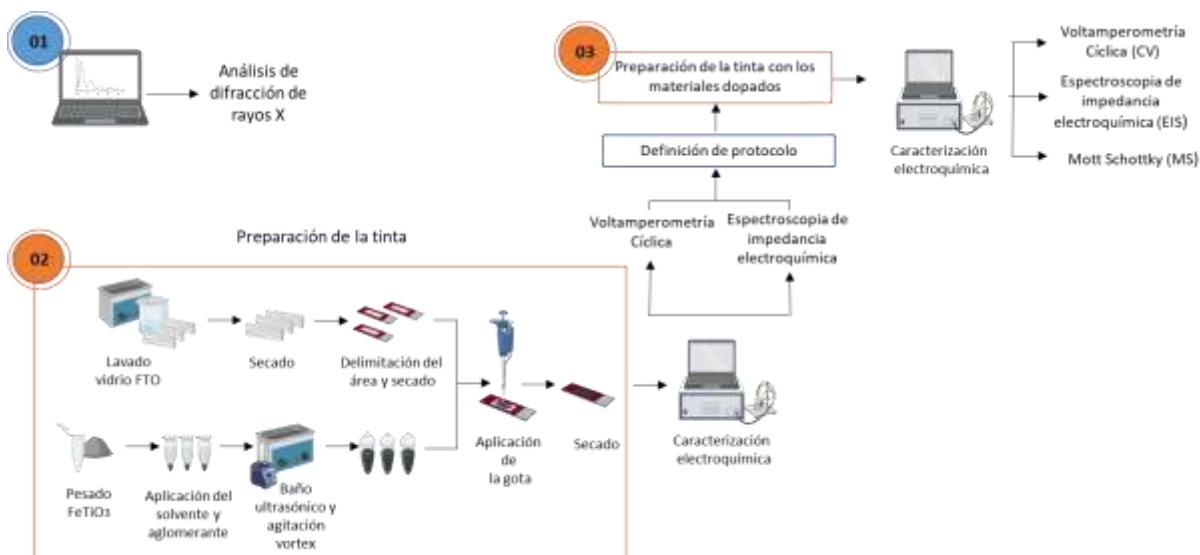 01
Análisis de
difracción de
rayos X
03
Preparación de la tinta con los
materiales dopados
Definición de protocolo
Voltamperometría
Cíclica
Espectroscopia de
impedancia
electroquímica
Caracterización
electroquímica
Voltamperometría
Cíclica (CV)
Espectroscopia de
impedancia
electroquímica (EIS)
Mott Schottky (MS)
02
Preparación de la tinta
Lavado
vidrio FTO
Secado
Delimitación del
área y secado
Pesado
FeTiO3
Aplicación del
solvente y
aglomerante
Baño
ultrasónico y
agitación
vortex
Aplicación
de
la gota
Secado
Caracterización
electroquímica